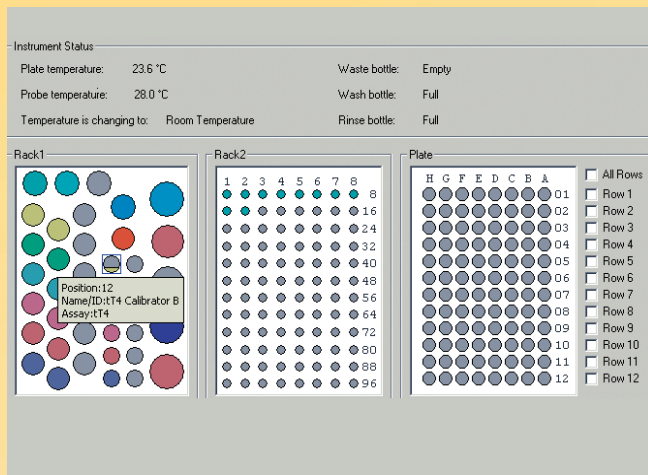 Instrument Status
Plate temperature: 23.6 °C Waste bottle: Empty
Probe temperature: 28.0 °C Wash bottle: Full
Temperature is changing to: Room Temperature Rinse bottle: Full
Rack1
Position:12
Name/ID:tT4 Calibrator B
Assay:tT4
Rack2
1 2 3 4 5 6 7 8
8
16
24
32
40
48
56
64
72
80
88
96
Plate
H G F E D C B A
01
02
03
04
05
06
07
08
09
10
11
12
All Rows
Row 1
Row 2
Row 3
Row 4
Row 5
Row 6
Row 7
Row 8
Row 9
Row 10
Row 11
Row 12